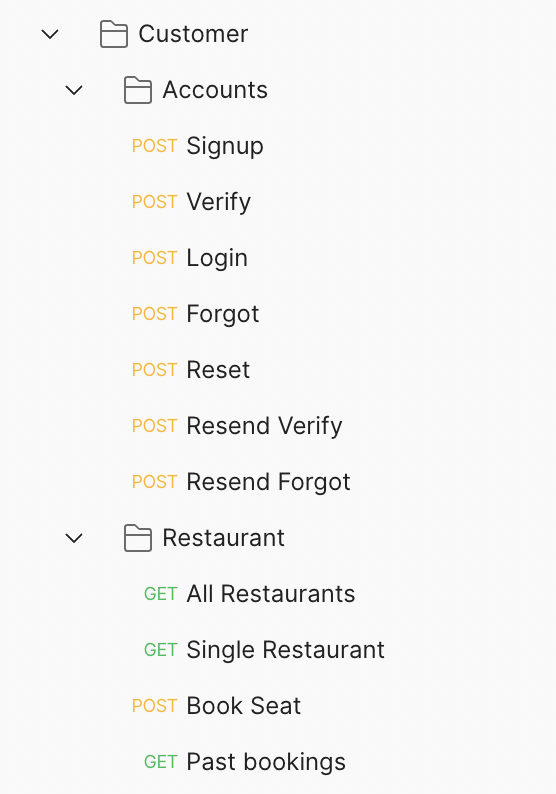 Customer
Accounts
POST Signup
POST Verify
POST Login
POST Forgot
POST Reset
POST Resend Verify
POST Resend Forgot
Restaurant
GET All Restaurants
GET Single Restaurant
POST Book Seat
GET Past bookings